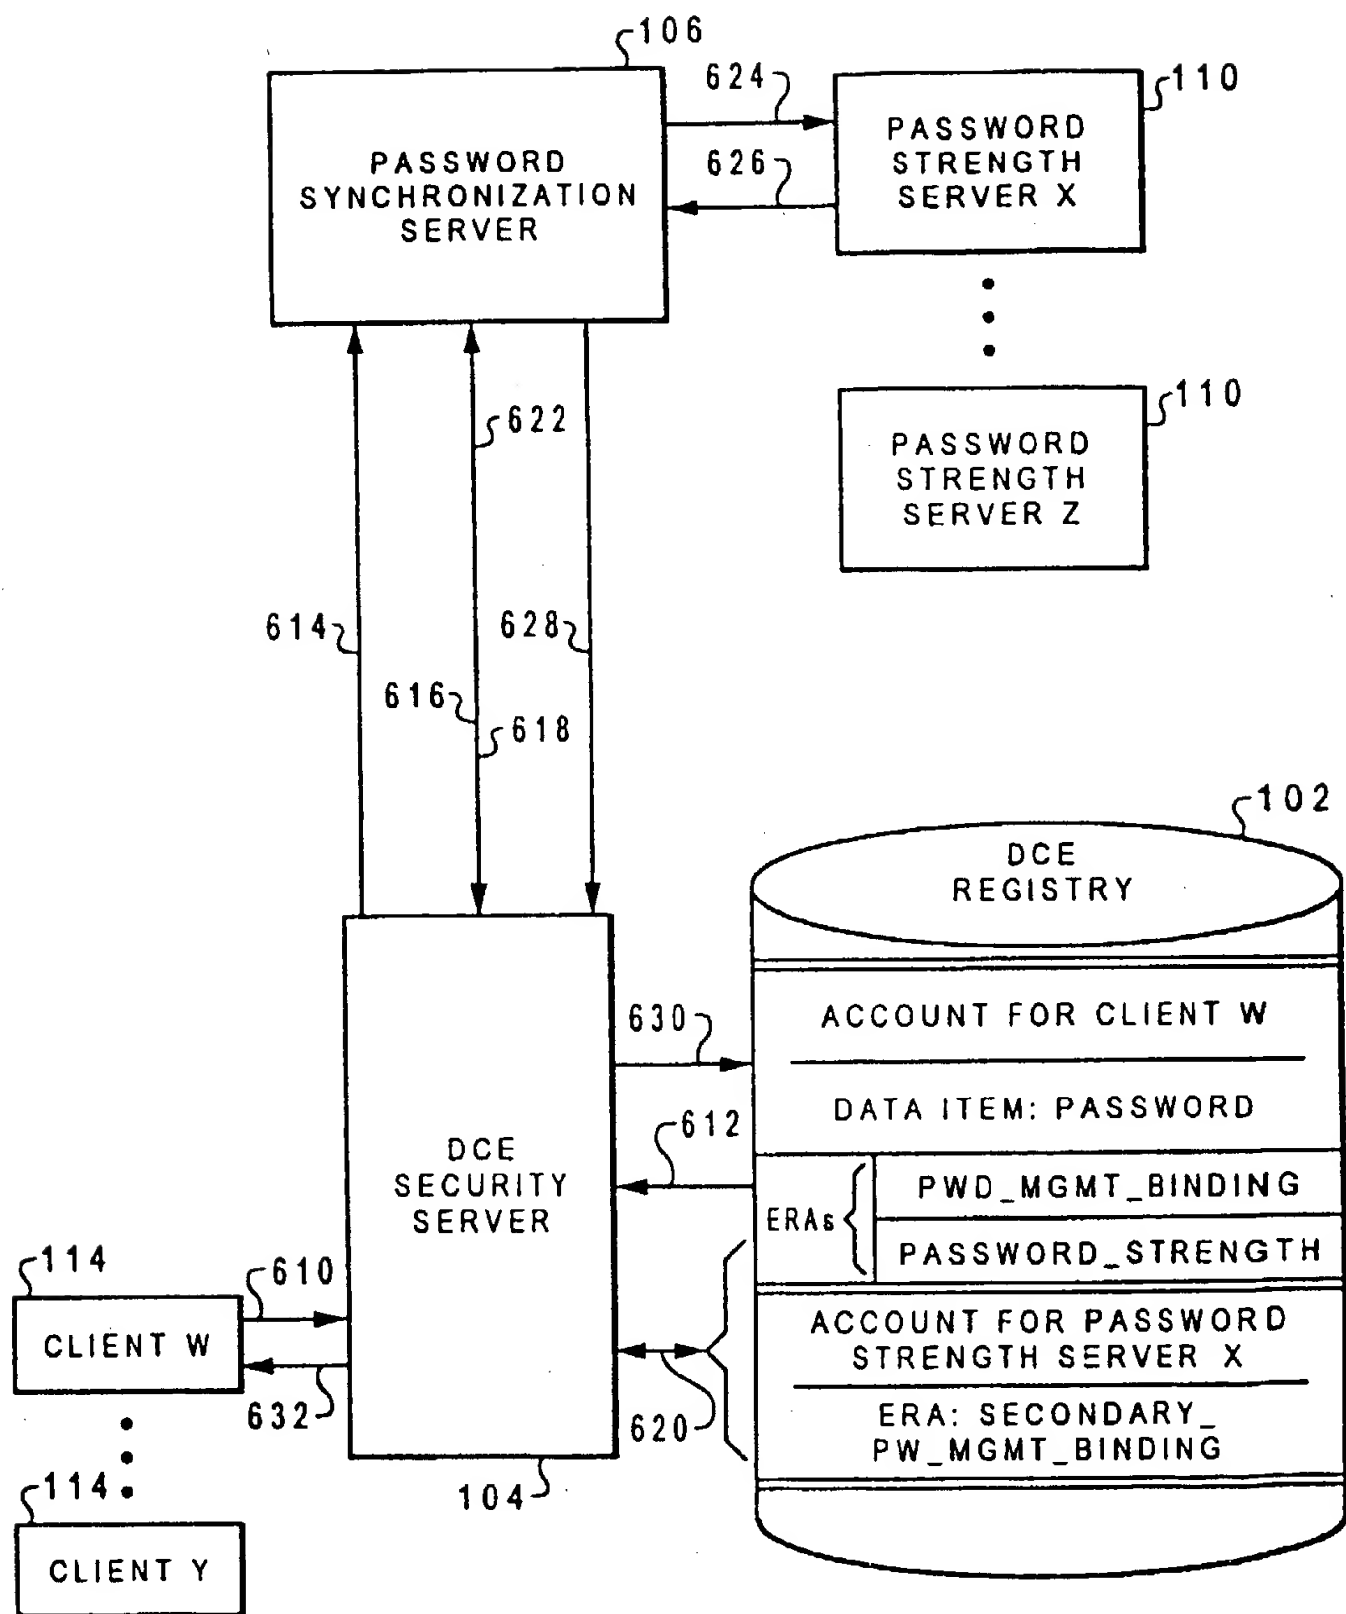 106
624
110
PASSWORD
SYNCHRONIZATION
SERVER
626
PASSWORD
STRENGTH
SERVER X
110
622
PASSWORD
STRENGTH
SERVER Z
614
628
616
618
102
DCE
REGISTRY
630
ACCOUNT FOR CLIENT W
DATA ITEM: PASSWORD
612
DCE
SECURITY
SERVER
ERAs
PWD_MGMT_BINDING
PASSWORD_STRENGTH
114
610
CLIENT W
632
620
ACCOUNT FOR PASSWORD
STRENGTH SERVER X
ERA: SECONDARY_
PW_MGMT_BINDING
104
114
CLIENT Y